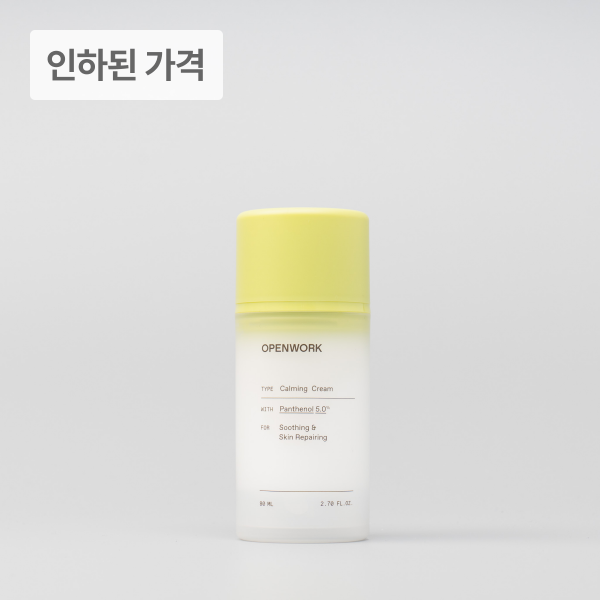 인하된 가격
OPENWORK
TYPE Calming Cream
WITH Panthenol 5.0%
FOR Soothing &
Skin Repairing
80 ML 2.70 FL.OZ.